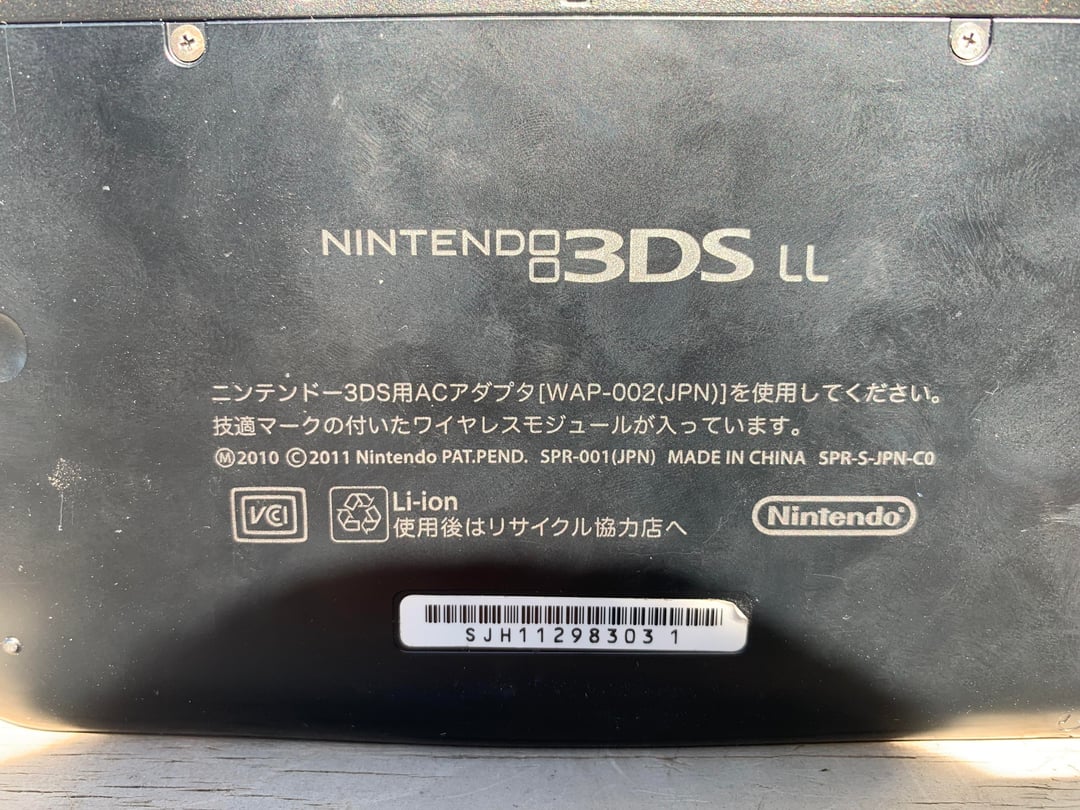 NINTENDO3DS LL
ニンテンドー3DS用ACアダプタ[WAP-002(JPN)]を使用してください。
技適マークの付いたワイヤレスモジュールが入っています。
Ⓜ2010 ©2011 Nintendo PAT.PEND. SPR-001(JPN) MADE IN CHINA SPR-S-JPN-C0
VCCI
Li-ion
使用後はリサイクル協力店へ
Nintendo®
SJH11298303 1